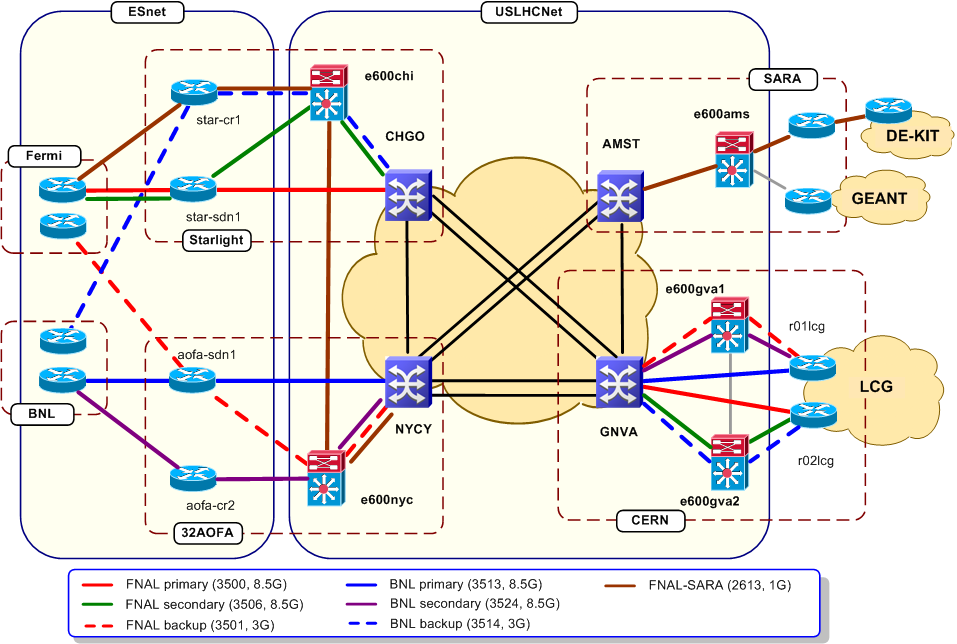 ESnet
USLHCNet
SARA
e600chi
e600ams
star-cr1
CHGO
AMST
DE-KIT
Fermi
GEANT
star-sdn1
Starlight
e600gva1
r01lcg
aofa-sdn1
LCG
BNL
NYCY
GNVA
r02lcg
e600nyc
e600gva2
aofa-cr2
32AOFA
CERN
FNAL primary (3500, 8.5G)
BNL primary (3513, 8.5G)
FNAL-SARA (2613, 1G)
FNAL secondary (3506, 8.5G)
BNL secondary (3524, 8.5G)
FNAL backup (3501, 3G)
BNL backup (3514, 3G)